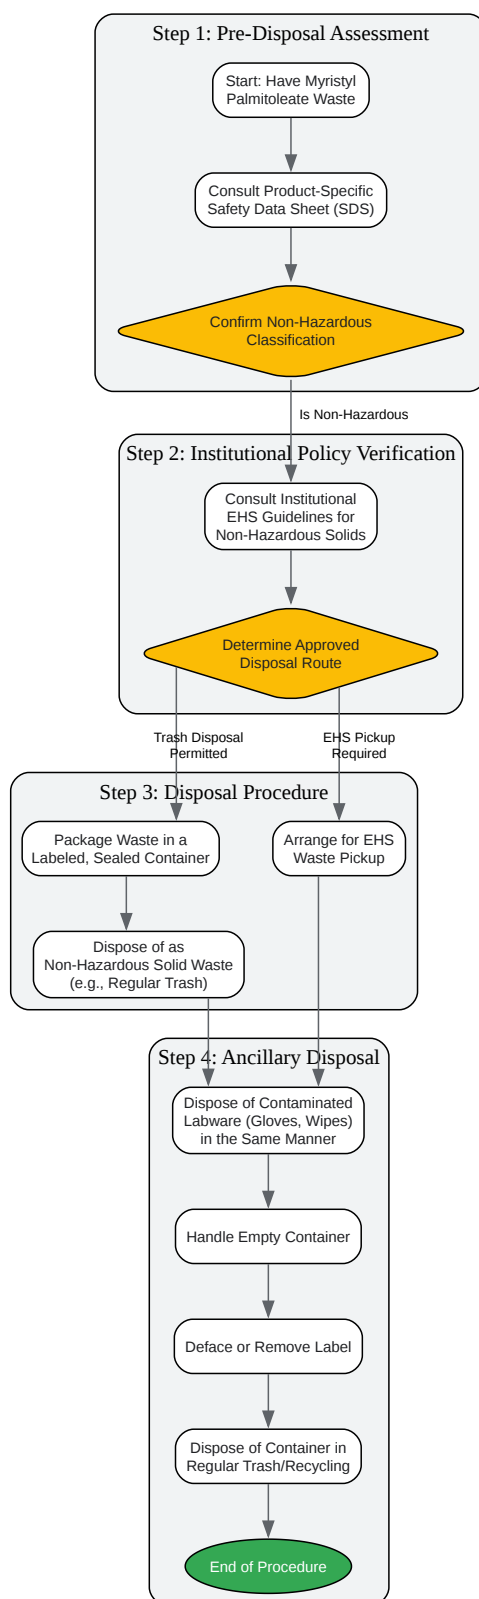 Step 1: Pre-Disposal Assessment
Start: Have Myristyl
Palmitoleate Waste
Consult Product-Specific
Safety Data Sheet (SDS)
Confirm Non-Hazardous
Classification
Is Non-Hazardous
Step 2: Institutional Policy Verification
Consult Institutional
EHS Guidelines for
Non-Hazardous Solids
Determine Approved
Disposal Route
Trash Disposal
Permitted
EHS Pickup
Required
Step 3: Disposal Procedure
Package Waste in a
Labeled, Sealed Container
Arrange for EHS
Waste Pickup
Dispose of as
Non-Hazardous Solid Waste
(e.g., Regular Trash)
Step 4: Ancillary Disposal
Dispose of Contaminated
Labware (Gloves, Wipes)
in the Same Manner
Handle Empty Container
Deface or Remove Label
Dispose of Container in
Regular Trash/Recycling
End of Procedure